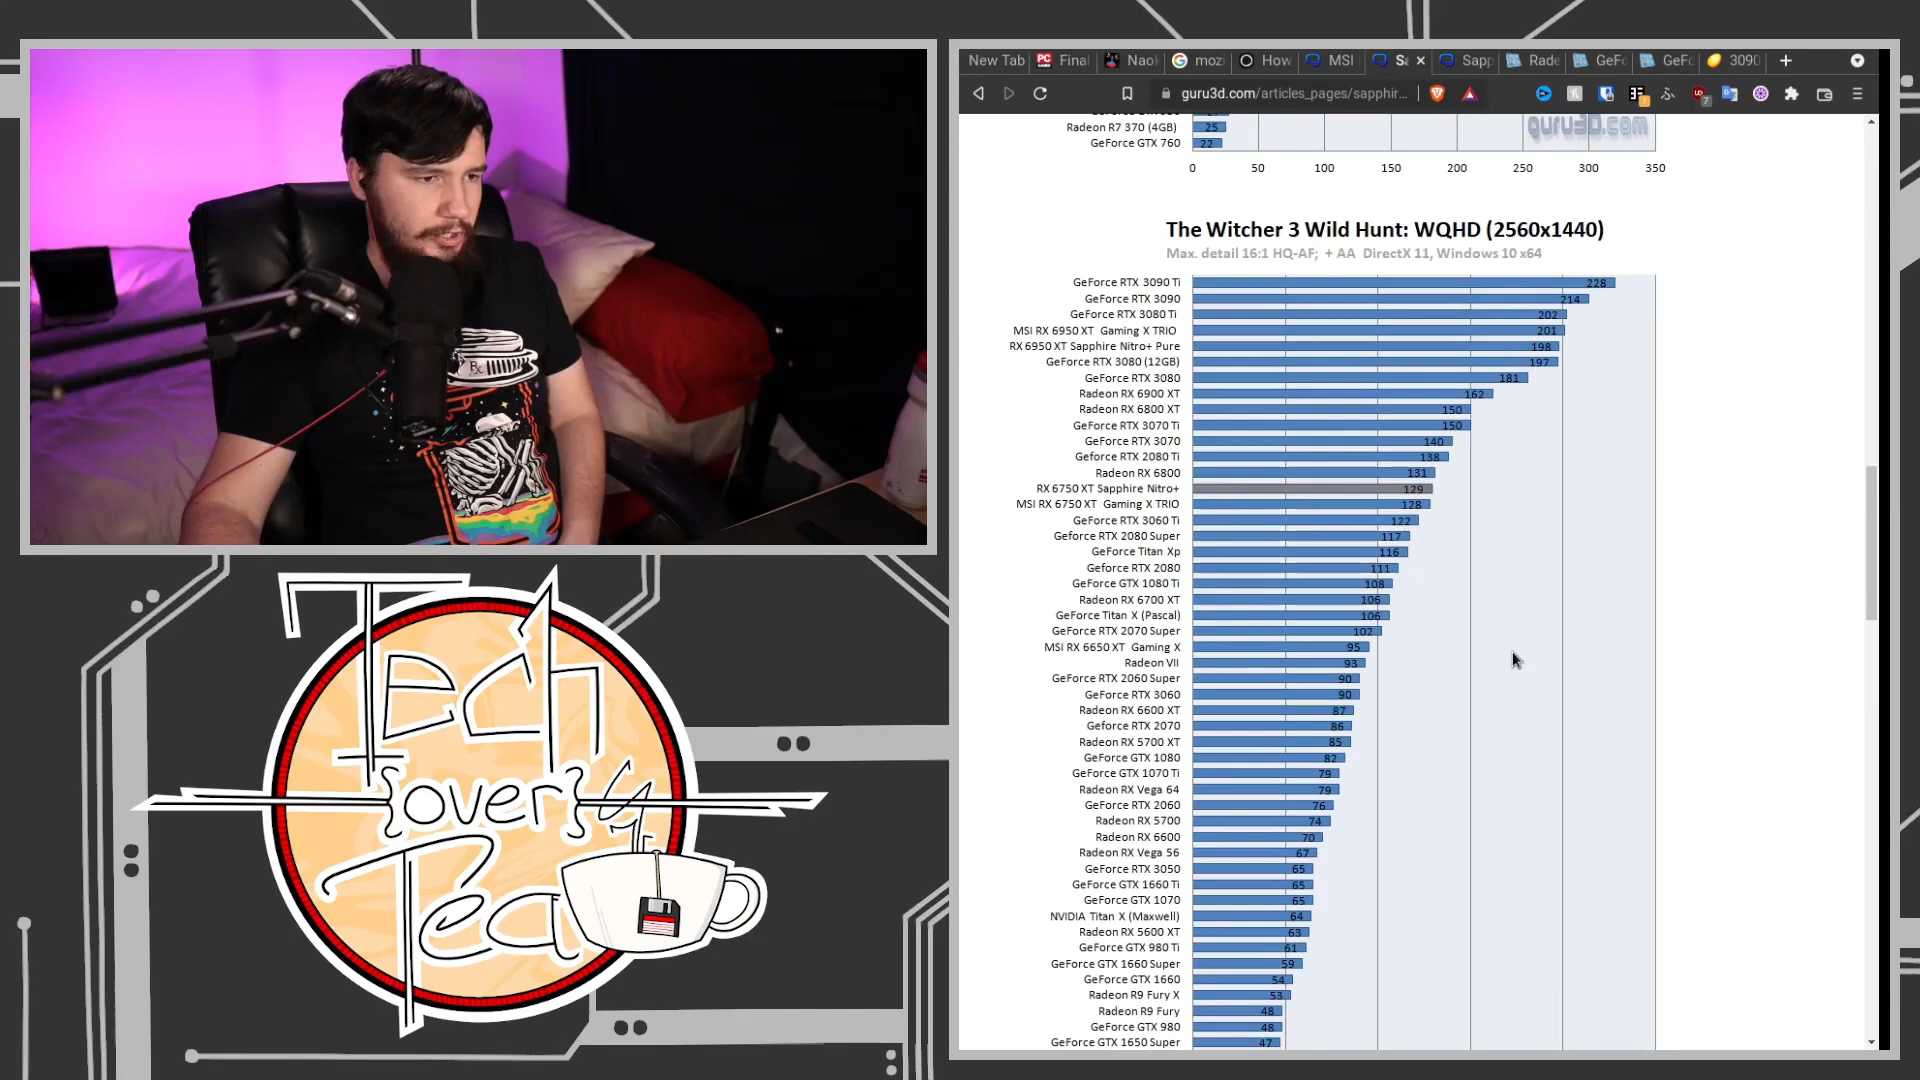 New Tab
Final
Naol
mozi
How
MSI
Sa
Sapp
Rade
GeFo
GeFo
3090
guru3d.com/articles_pages/sapphir...
Radeon R7 370 (4GB) 25
GeForce GTX 760 22
guru3D.com
0 50 100 150 200 250 300 350
The Witcher 3 Wild Hunt: WQHD (2560x1440)
Max. detail 16:1 HQ-AF; + AA DirectX 11, Windows 10 x64
GeForce RTX 3090 Ti 228
GeForce RTX 3090 214
GeForce RTX 3080 Ti 202
MSI RX 6950 XT Gaming X TRIO 201
RX 6950 XT Sapphire Nitro+ Pure 198
GeForce RTX 3080 (12GB) 197
GeForce RTX 3080 181
Radeon RX 6900 XT 162
Radeon RX 6800 XT 150
GeForce RTX 3070 Ti 150
GeForce RTX 3070 140
Geforce RTX 2080 Ti 138
Radeon RX 6800 131
RX 6750 XT Sapphire Nitro+ 129
MSI RX 6750 XT Gaming X TRIO 128
GeForce RTX 3060 Ti 122
Geforce RTX 2080 Super 117
GeForce Titan Xp 116
Geforce RTX 2080 111
GeForce GTX 1080 Ti 108
Radeon RX 6700 XT 106
GeForce Titan X (Pascal) 106
GeForce RTX 2070 Super 102
MSI RX 6650 XT Gaming X 95
Radeon VII 93
GeForce RTX 2060 Super 90
GeForce RTX 3060 90
Radeon RX 6600 XT 87
Geforce RTX 2070 86
Radeon RX 5700 XT 85
GeForce GTX 1080 82
GeForce GTX 1070 Ti 79
Radeon RX Vega 64 79
GeForce RTX 2060 76
Radeon RX 5700 74
Radeon RX 6600 70
Radeon RX Vega 56 67
GeForce RTX 3050 65
GeForce GTX 1660 Ti 65
GeForce GTX 1070 65
NVIDIA Titan X (Maxwell) 64
Radeon RX 5600 XT 63
GeForce GTX 980 Ti 61
GeForce GTX 1660 Super 59
GeForce GTX 1660 54
Radeon R9 Fury X 53
Radeon R9 Fury 48
GeForce GTX 980 48
GeForce GTX 1650 Super 47
Rx
Tech
{over}
Tea